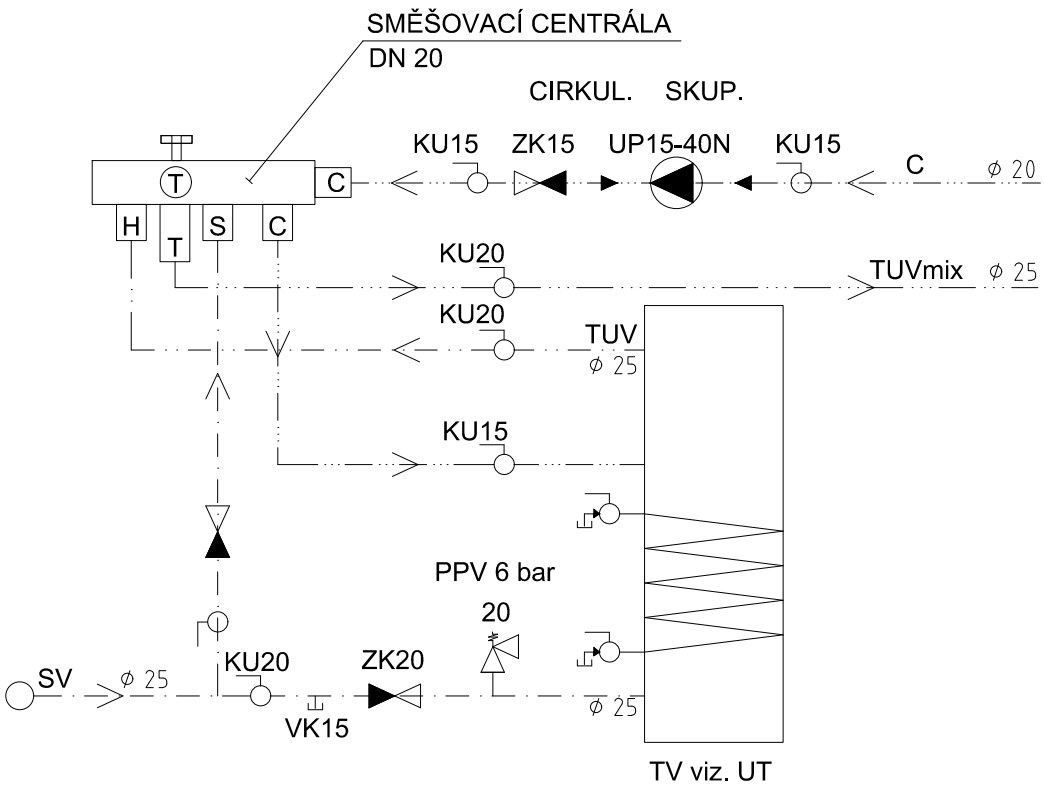 SMĚŠOVACÍ CENTRÁLA
DN 20
CIRKUL. SKUP.
KU15 ZK15 UP15-40N KU15
C ϕ 20
T C
H T S C
KU20
TUVmix ϕ 25
KU20
TUV
ϕ 25
KU15
PPV 6 bar
20
SV ϕ 25 KU20 ZK20
VK15
ϕ 25
TV viz. UT